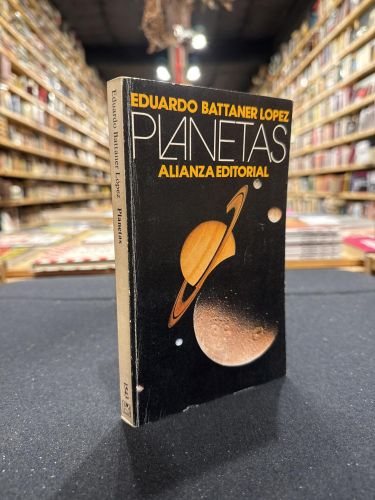 EDUARDO BATTANER LOPEZ
PLANETAS
ALIANZA EDITORIAL
Eduardo Battaner López
Planetas